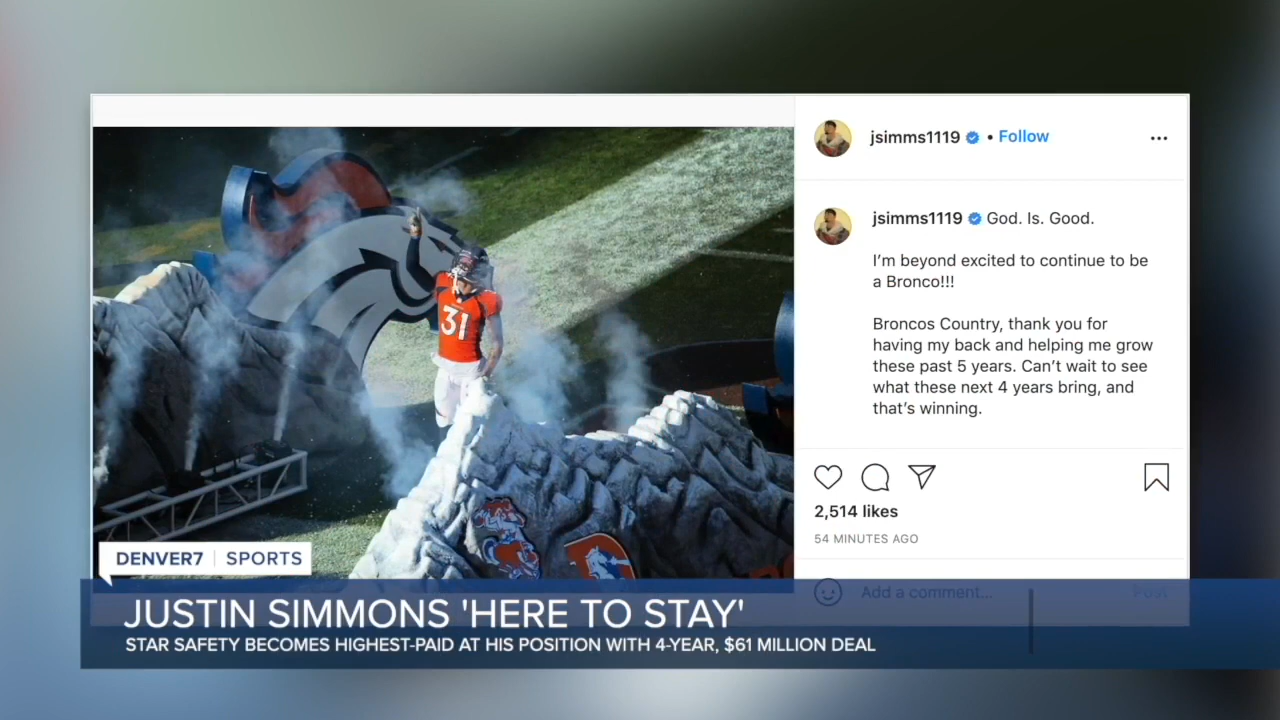 jsimms1119 • Follow
jsimms1119 God. Is. Good.
I'm beyond excited to continue to be
a Bronco!!!
Broncos Country, thank you for
having my back and helping me grow
these past 5 years. Can't wait to see
what these next 4 years bring, and
that's winning.
2,514 likes
54 MINUTES AGO
Add a comment...
Post
31
DENVER7 | SPORTS
JUSTIN SIMMONS 'HERE TO STAY'
STAR SAFETY BECOMES HIGHEST-PAID AT HIS POSITION WITH 4-YEAR, $61 MILLION DEAL